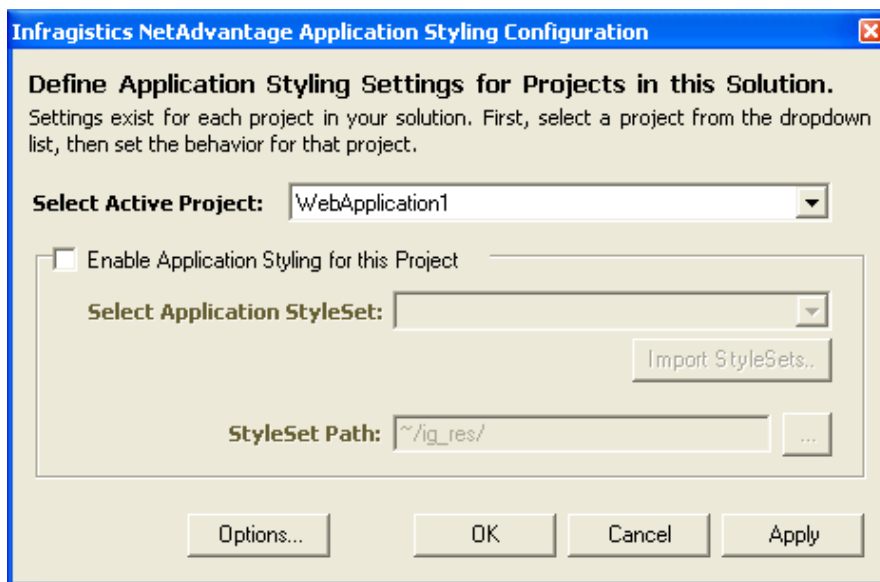 Infragistics NetAdvantage Application Styling Configuration
Define Application Styling Settings for Projects in this Solution.
Settings exist for each project in your solution. First, select a project from the dropdown
list, then set the behavior for that project.
Select Active Project: WebApplication1
Enable Application Styling for this Project
Select Application StyleSet:
Import StyleSets..
StyleSet Path: ~/ig_res/ ...
Options... OK Cancel Apply